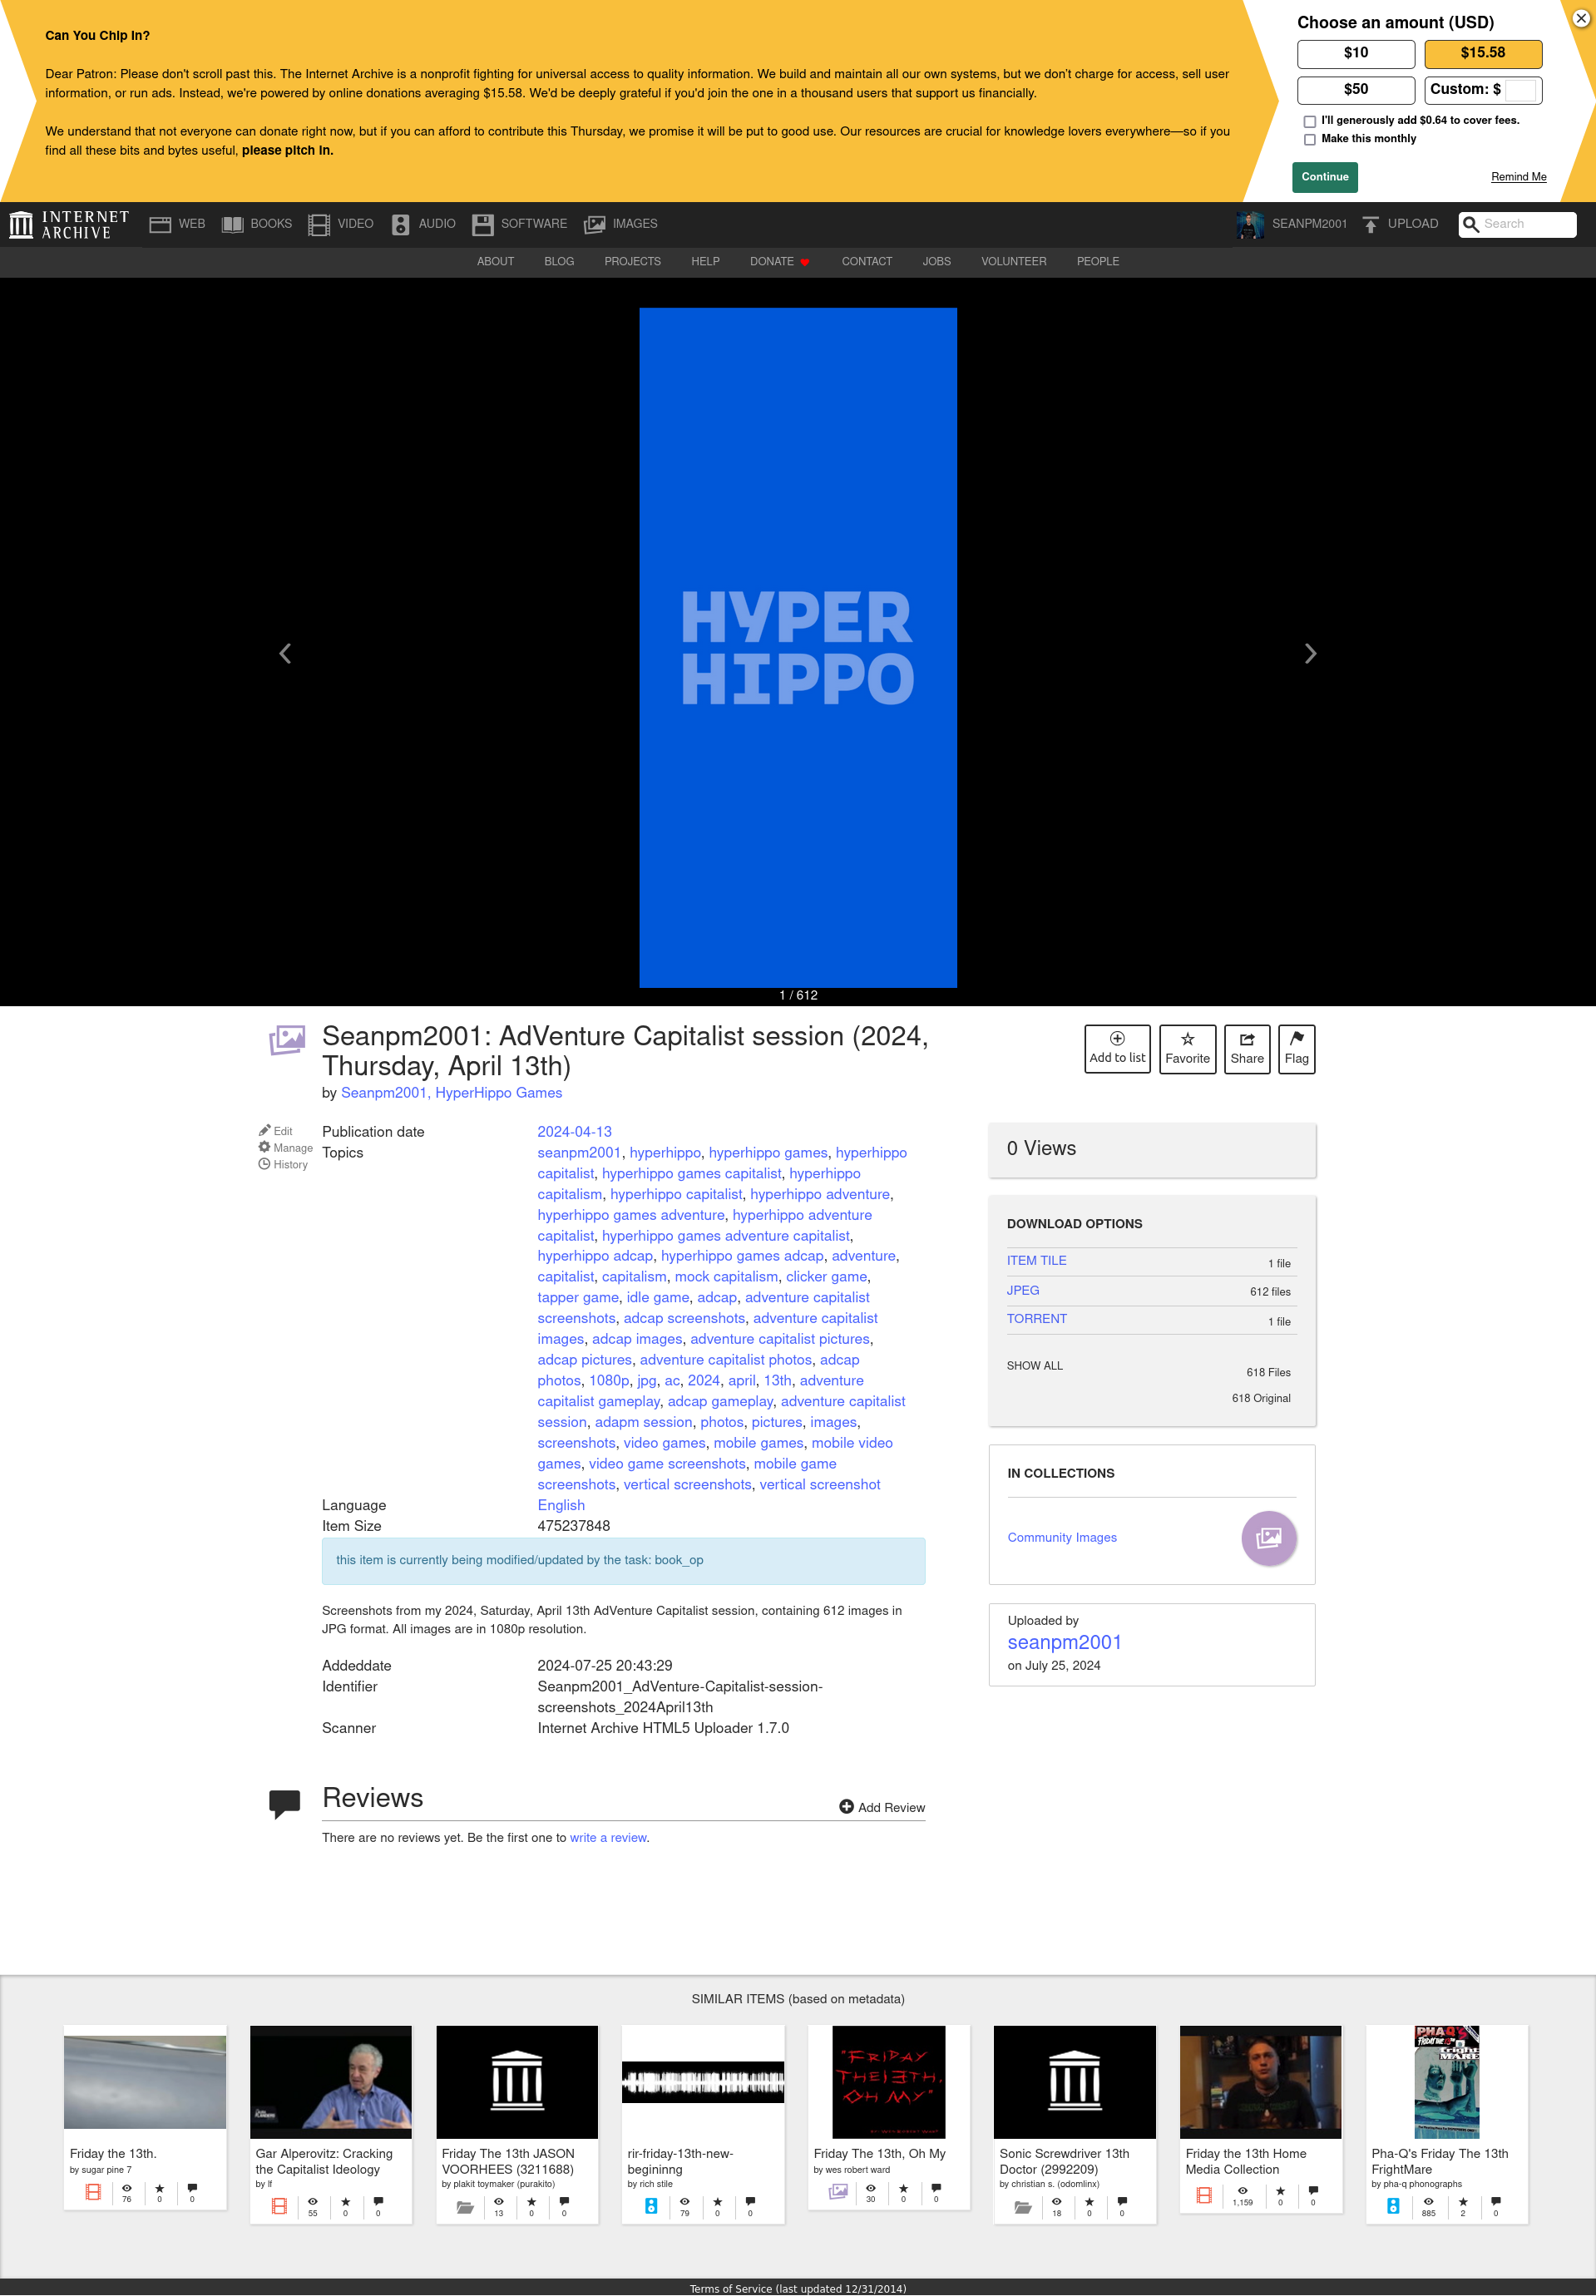 Can You Chip In?
Dear Patron: Please don't scroll past this. The Internet Archive is a nonprofit fighting for universal access to quality information. We build and maintain all our own systems, but we don’t charge for access, sell user
information, or run ads. Instead, we're powered by online donations averaging $15.58. We'd be deeply grateful if you'd join the one in a thousand users that support us financially.
We understand that not everyone can donate right now, but if you can afford to contribute this Thursday, we promise it will be put to good use. Our resources are crucial for knowledge lovers everywhere—so if you
find all these bits and bytes useful, please pitch in.
Choose an amount (USD)
$10 $15.58
$50 Custom: $
I'll generously add $0.64 to cover fees.
Make this monthly
Continue Remind Me
INTERNET
ARCHIVE
WEB BOOKS VIDEO AUDIO SOFTWARE IMAGES SEANPM2001 UPLOAD Search
ABOUT BLOG PROJECTS HELP DONATE CONTACT JOBS VOLUNTEER PEOPLE
HYPER
HIPPO
1 / 612
Seanpm2001: AdVenture Capitalist session (2024,
Thursday, April 13th)
by Seanpm2001, HyperHippo Games
Add to list Favorite Share Flag
Edit
Manage
History
Publication date 2024-04-13
Topics seanpm2001, hyperhippo, hyperhippo games, hyperhippo
capitalist, hyperhippo games capitalist, hyperhippo
capitalism, hyperhippo capitalist, hyperhippo adventure,
hyperhippo games adventure, hyperhippo adventure
capitalist, hyperhippo games adventure capitalist,
hyperhippo adcap, hyperhippo games adcap, adventure,
capitalist, capitalism, mock capitalism, clicker game,
tapper game, idle game, adcap, adventure capitalist
screenshots, adcap screenshots, adventure capitalist
images, adcap images, adventure capitalist pictures,
adcap pictures, adventure capitalist photos, adcap
photos, 1080p, jpg, ac, 2024, april, 13th, adventure
capitalist gameplay, adcap gameplay, adventure capitalist
session, adapm session, photos, pictures, images,
screenshots, video games, mobile games, mobile video
games, video game screenshots, mobile game
screenshots, vertical screenshots, vertical screenshot
Language English
Item Size 475237848
this item is currently being modified/updated by the task: book_op
Screenshots from my 2024, Saturday, April 13th AdVenture Capitalist session, containing 612 images in
JPG format. All images are in 1080p resolution.
Addeddate 2024-07-25 20:43:29
Identifier Seanpm2001_AdVenture-Capitalist-session-
screenshots_2024April13th
Scanner Internet Archive HTML5 Uploader 1.7.0
0 Views
DOWNLOAD OPTIONS
ITEM TILE 1 file
JPEG 612 files
TORRENT 1 file
SHOW ALL 618 Files
618 Original
IN COLLECTIONS
Community Images
Uploaded by
seanpm2001
on July 25, 2024
Reviews
Add Review
There are no reviews yet. Be the first one to write a review.
SIMILAR ITEMS (based on metadata)
Friday the 13th.
by sugar pine 7
76 0 0
Gar Alperovitz: Cracking
the Capitalist Ideology
by lf
55 0 0
Friday The 13th JASON
VOORHEES (3211688)
by plakit toymaker (purakito)
13 0 0
rir-friday-13th-new-
begininng
by rich stile
79 0 0
"FRIDAY
THE13TH.
OH MY"
Friday The 13th, Oh My
by wes robert ward
30 0 0
Sonic Screwdriver 13th
Doctor (2992209)
by christian s. (odomlinx)
18 0 0
Friday the 13th Home
Media Collection
1,159 0 0
PHAQ'S
fright
MARE
Pha-Q's Friday The 13th
FrightMare
by pha-q phonographs
885 2 0
Terms of Service (last updated 12/31/2014)